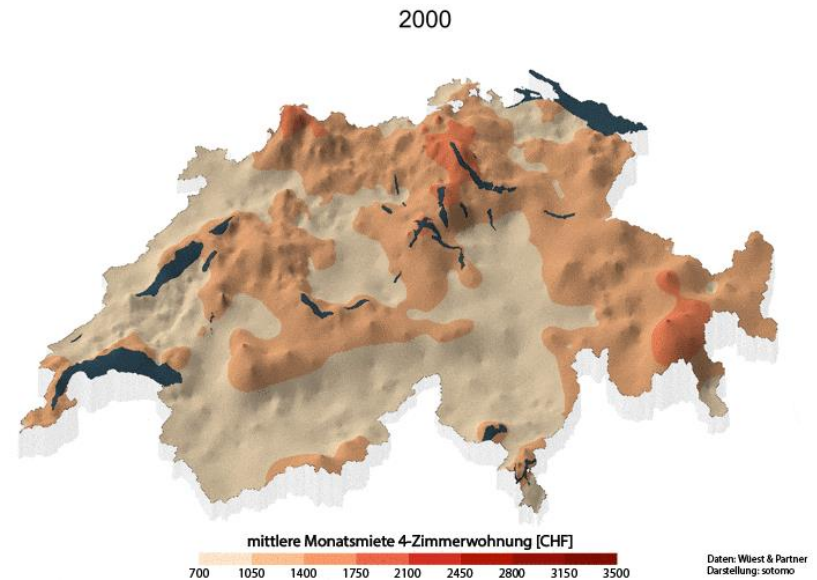 2000
mittlere Monatsmiete 4-Zimmerwohnung [CHF]
700 1050 1400 1750 2100 2450 2800 3150 3500
Daten: Wüest & Partner
Darstellung: sotomo